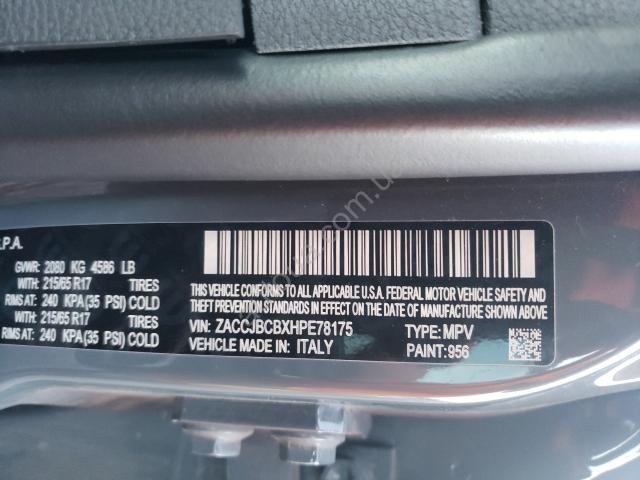 .P.A.
GVWR: 2080 KG 4586 LB
WITH: 215/65 R17 TIRES
RIMS AT: 240 KPA(35 PSI) COLD
WITH: 215/65 R17 TIRES
RIMS AT: 240 KPA(35 PSI) COLD
THIS VEHICLE CONFORMS TO ALL APPLICABLE U.S.A. FEDERAL MOTOR VEHICLE SAFETY AND
THEFT PREVENTION STANDARDS IN EFFECT ON THE DATE OF MANUFACTURE SHOWN ABOVE.
VIN: ZACCJBCBXHPE78175 TYPE: MPV
VEHICLE MADE IN: ITALY PAINT:956